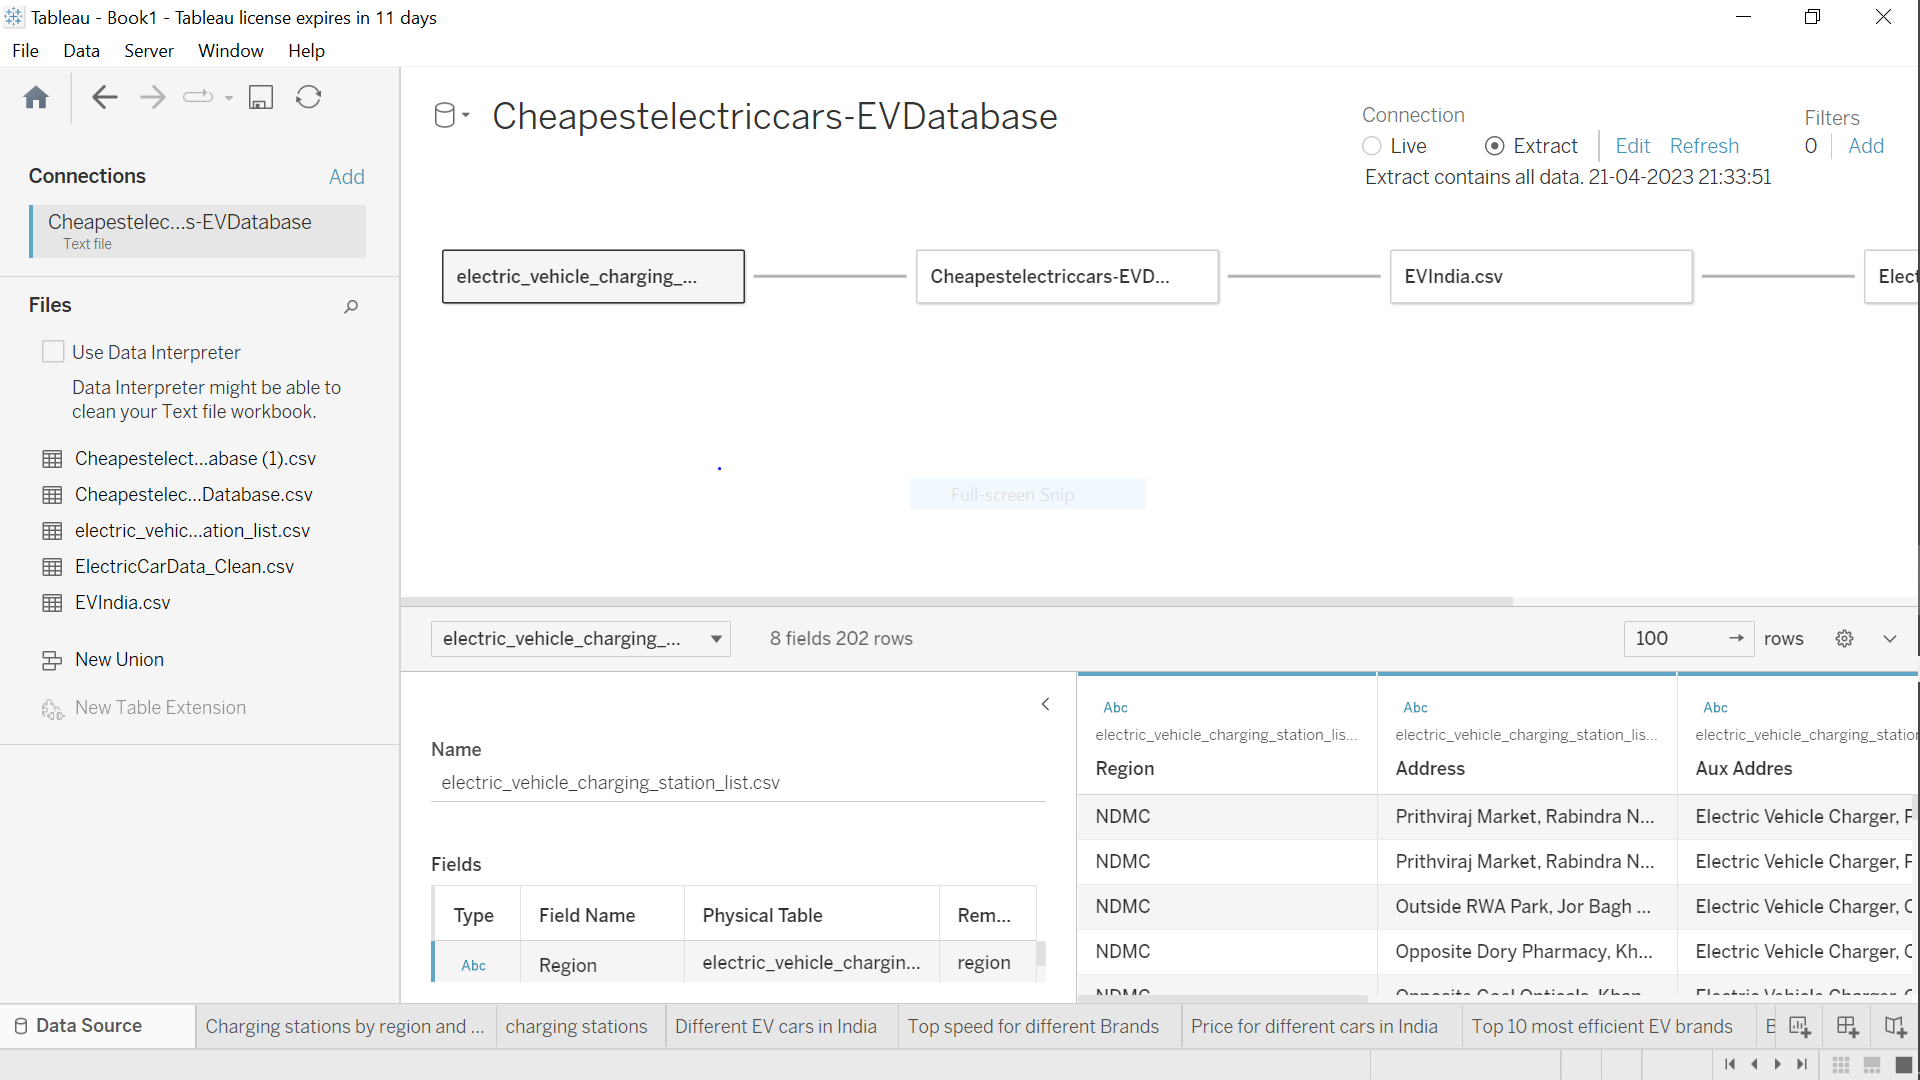 Tableau - Book1 - Tableau license expires in 11 days
File Data Server Window Help
Connections Add
Cheapestelec...s-EVDatabase
Text file
Files
Use Data Interpreter
Data Interpreter might be able to
clean your Text file workbook.
Cheapestelect...abase (1).csv
Cheapestelec...Database.csv
electric_vehic...ation_list.csv
ElectricCarData_Clean.csv
EVIndia.csv
New Union
New Table Extension
Cheapestelectriccars-EVDatabase
Connection
Live Extract Edit Refresh
Extract contains all data. 21-04-2023 21:33:51
Filters
0 Add
electric_vehicle_charging_... Cheapestelectriccars-EVD... EVIndia.csv Elect
Full-screen Snip
electric_vehicle_charging_... 8 fields 202 rows 100 rows
Name
electric_vehicle_charging_station_list.csv
Fields
Type Field Name Physical Table Rem...
Abc Region electric_vehicle_chargin... region
Abc Abc Abc
electric_vehicle_charging_station_lis... electric_vehicle_charging_station_lis... electric_vehicle_charging_statior
Region Address Aux Addres
NDMC Prithviraj Market, Rabindra N... Electric Vehicle Charger, P
NDMC Prithviraj Market, Rabindra N... Electric Vehicle Charger, P
NDMC Outside RWA Park, Jor Bagh ... Electric Vehicle Charger, C
NDMC Opposite Dory Pharmacy, Kh... Electric Vehicle Charger, C
NDMC Opposite Goel Opticals, Khan... Electric Vehicle Charger, C
Data Source Charging stations by region and ... charging stations Different EV cars in India Top speed for different Brands Price for different cars in India Top 10 most efficient EV brands B